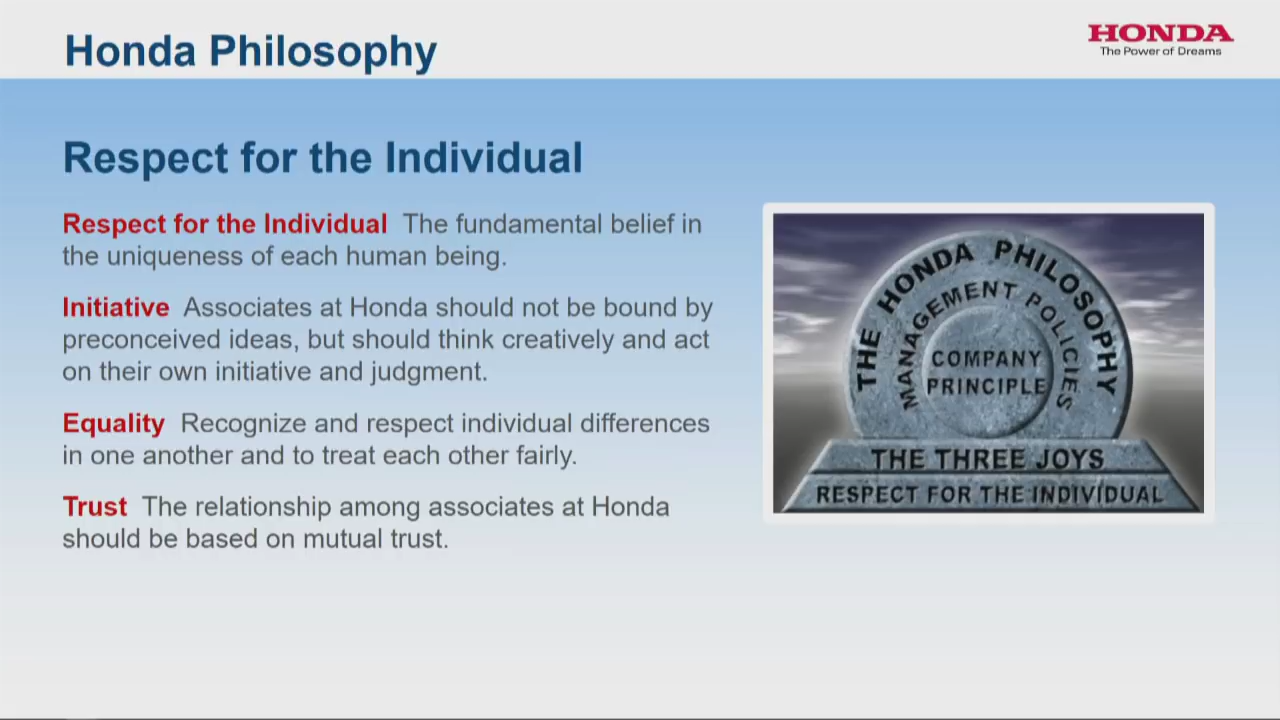 Honda Philosophy
HONDA
The Power of Dreams
Respect for the Individual
Respect for the Individual The fundamental belief in
the uniqueness of each human being.
Initiative Associates at Honda should not be bound by
preconceived ideas, but should think creatively and act
on their own initiative and judgment.
Equality Recognize and respect individual differences
in one another and to treat each other fairly.
Trust The relationship among associates at Honda
should be based on mutual trust.
THE HONDA PHILOSOPHY
MANAGEMENT POLICIES
COMPANY
PRINCIPLE
THE THREE JOYS
RESPECT FOR THE INDIVIDUAL